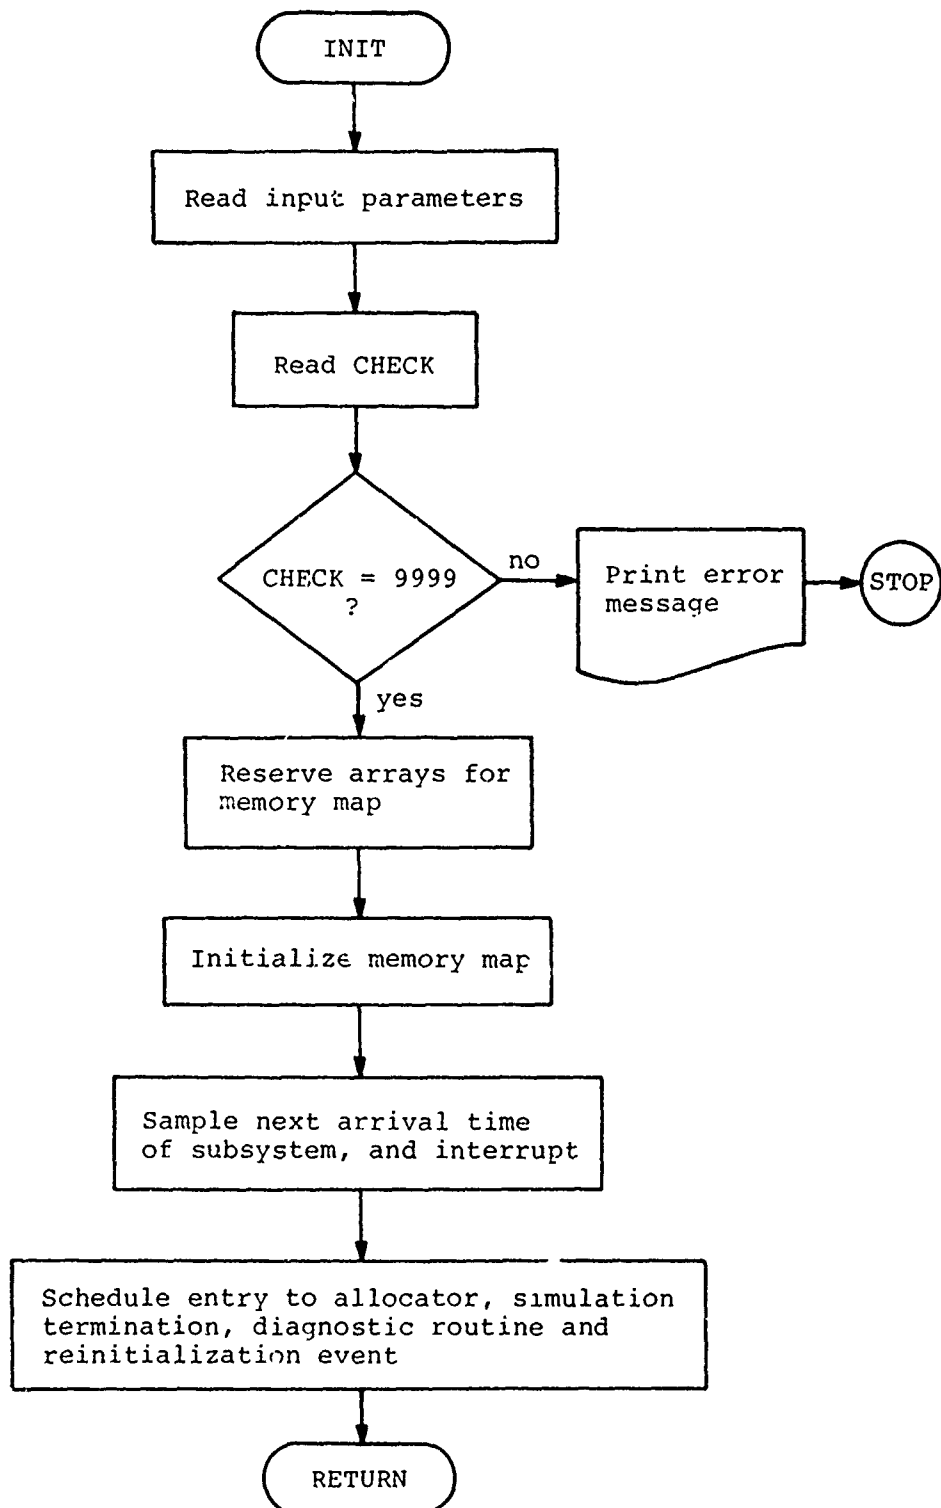 INIT
Read input parameters
Read CHECK
CHECK = 9999
?
no
Print error
message
STOP
yes
Reserve arrays for
memory map
Initialize memory map
Sample next arrival time
of subsystem, and interrupt
Schedule entry to allocator, simulation
termination, diagnostic routine and
reinitialization event
RETURN